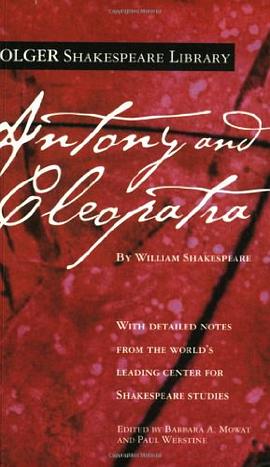 OLGER SHAKESPEARE LIBRARY
Antony and
Cleopatra
BY WILLIAM SHAKESPEARE
WITH DETAILED NOTES
FROM THE WORLD'S
LEADING CENTER FOR
SHAKESPEARE STUDIES
EDITED BY BARBARA A. MOWAT
AND PAUL WERSTINE